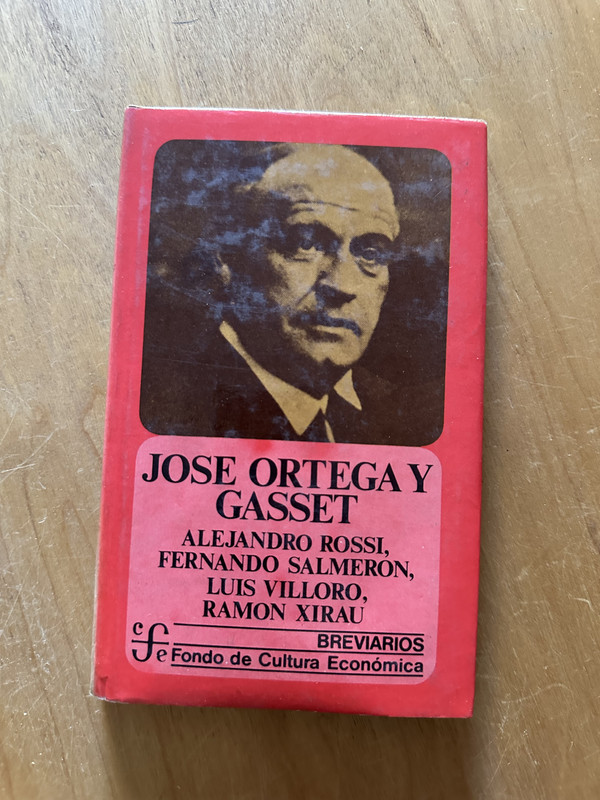 JOSE ORTEGA Y
GASSET
ALEJANDRO ROSSI,
FERNANDO SALMERON,
LUIS VILLORO,
RAMON XIRAU
BREVIARIOS
cfe
Fondo de Cultura Económica